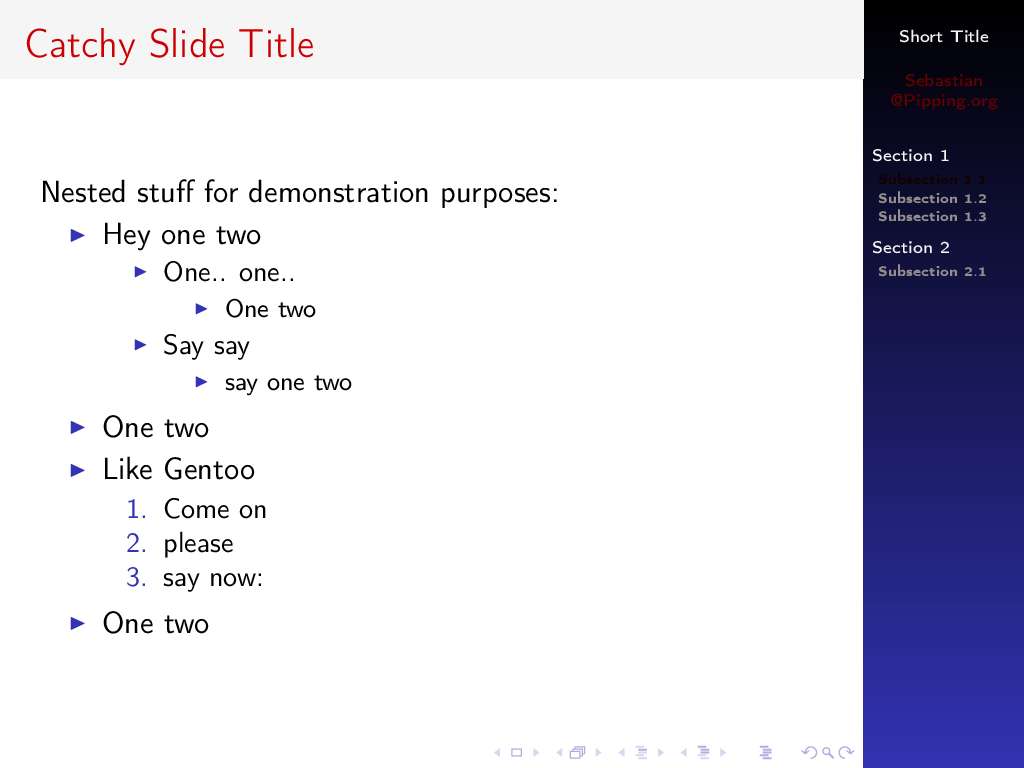 Catchy Slide Title
Nested stuff for demonstration purposes:
Hey one two
One.. one..
One two
Say say
say one two
One two
Like Gentoo
1. Come on
2. please
3. say now:
One two
Short Title
Sebastian
@Pipping.org
Section 1
Subsection 1.1
Subsection 1.2
Subsection 1.3
Section 2
Subsection 2.1